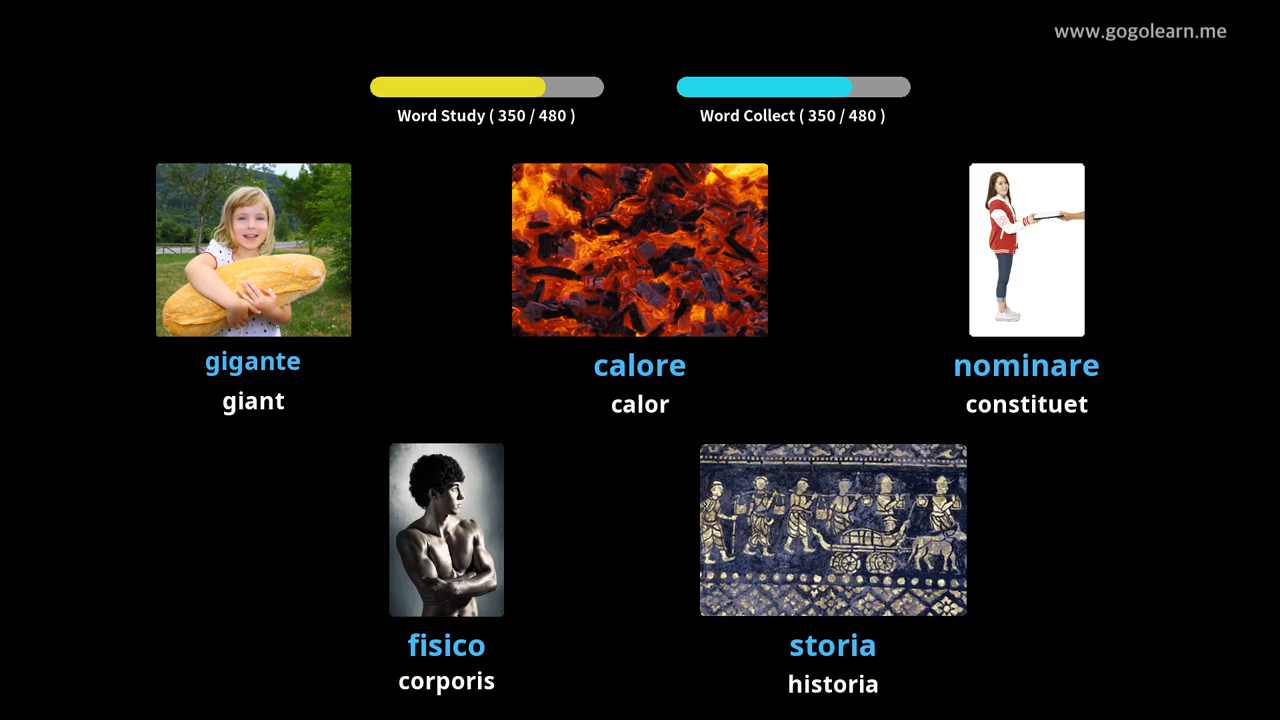 www.gogolearn.me
Word Study ( 350 / 480 )
Word Collect ( 350 / 480 )
gigante
giant
calore
calor
nominare
constituet
fisico
corporis
storia
historia